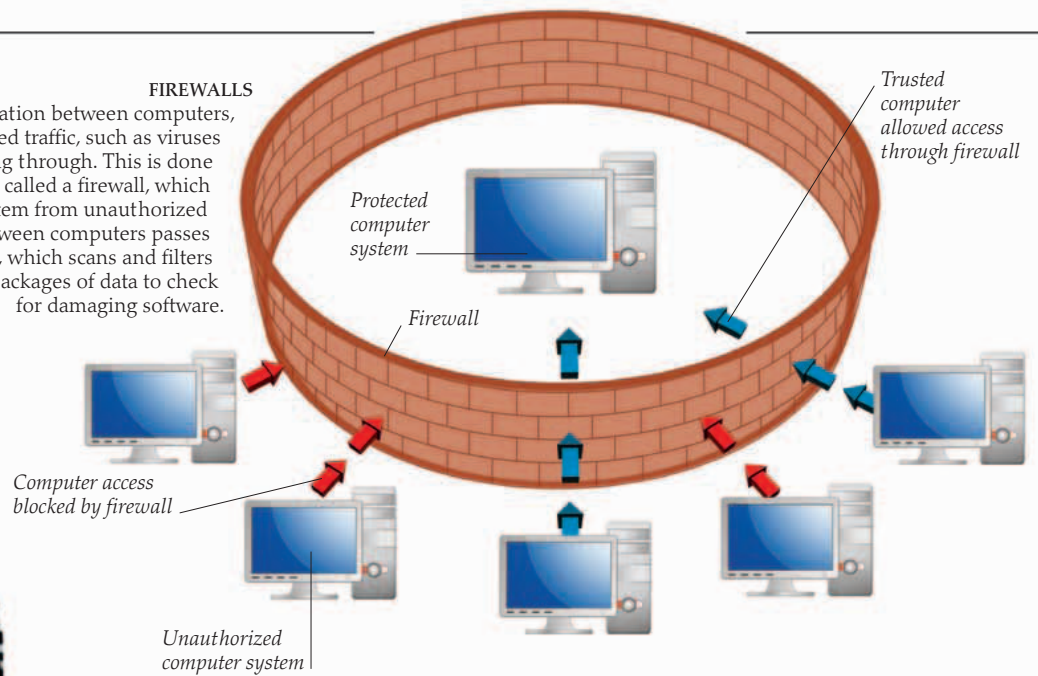 FIREWALLS
ation between computers,
ed traffic, such as viruses
ng through. This is done
called a firewall, which
tem from unauthorized
ween computers passes
, which scans and filters
ackages of data to check
for damaging software.
Trusted
computer
allowed access
through firewall
Protected
computer
system
Firewall
Computer access
blocked by firewall
Unauthorized
computer system